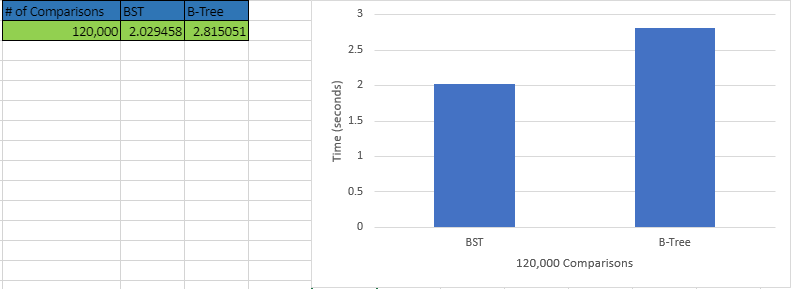 # of Comparisons BST B-Tree
120,000 2.029458 2.815051
3
2.5
2
1.5
1
0.5
0
Time (seconds)
BST B-Tree
120,000 Comparisons